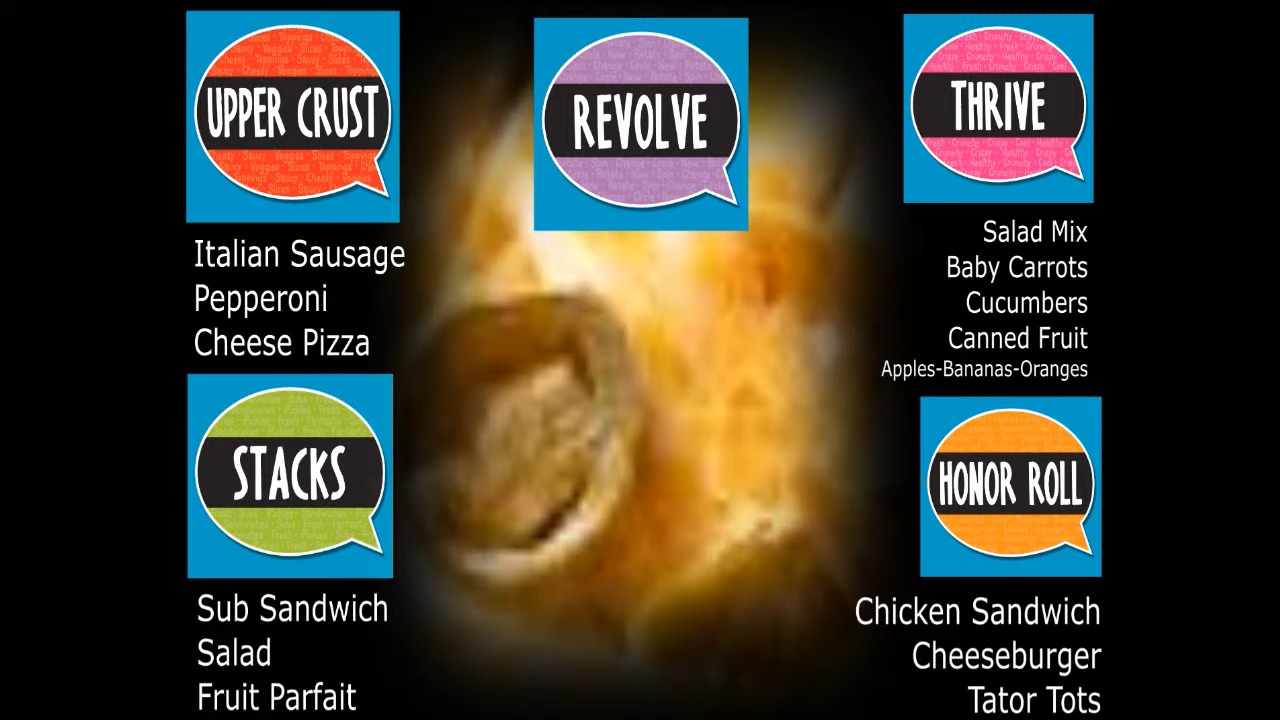 UPPER CRUST
Italian Sausage
Pepperoni
Cheese Pizza
STACKS
Sub Sandwich
Salad
Fruit Parfait
REVOLVE
THRIVE
Salad Mix
Baby Carrots
Cucumbers
Canned Fruit
Apples-Bananas-Oranges
HONOR ROLL
Chicken Sandwich
Cheeseburger
Tator Tots